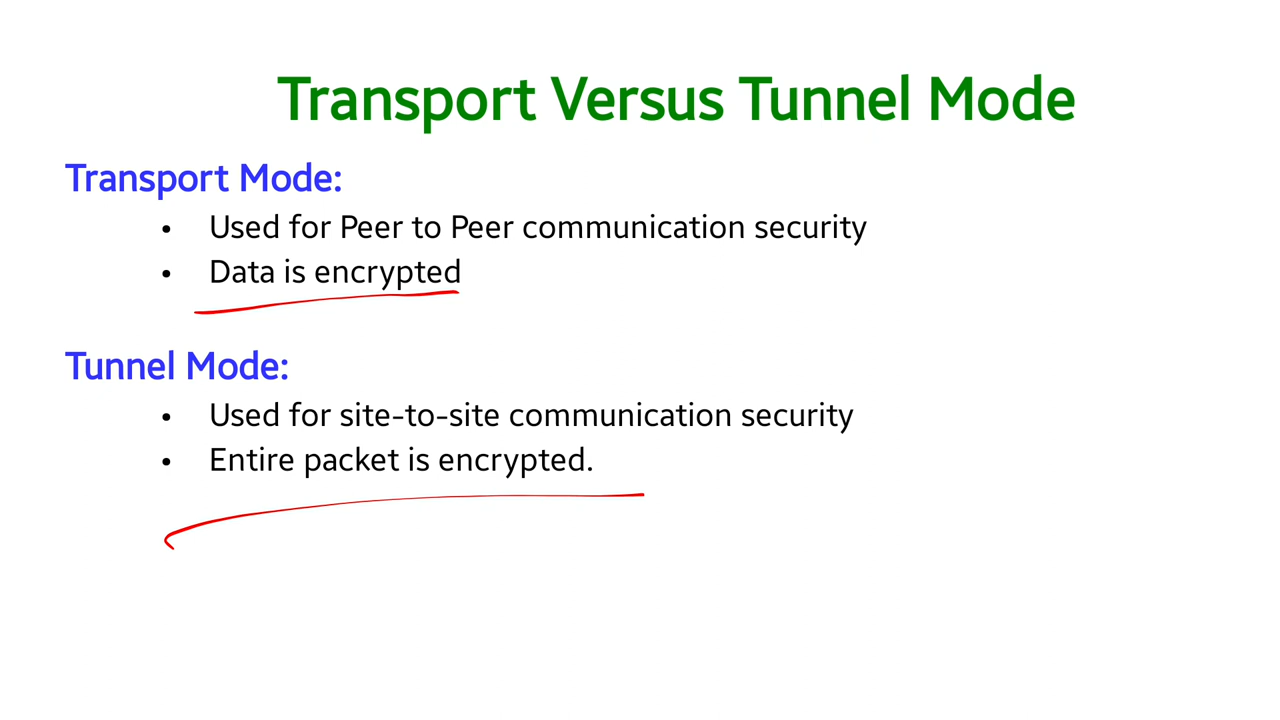 Transport Versus Tunnel Mode
Transport Mode:
• Used for Peer to Peer communication security
• Data is encrypted
Tunnel Mode:
• Used for site-to-site communication security
• Entire packet is encrypted.